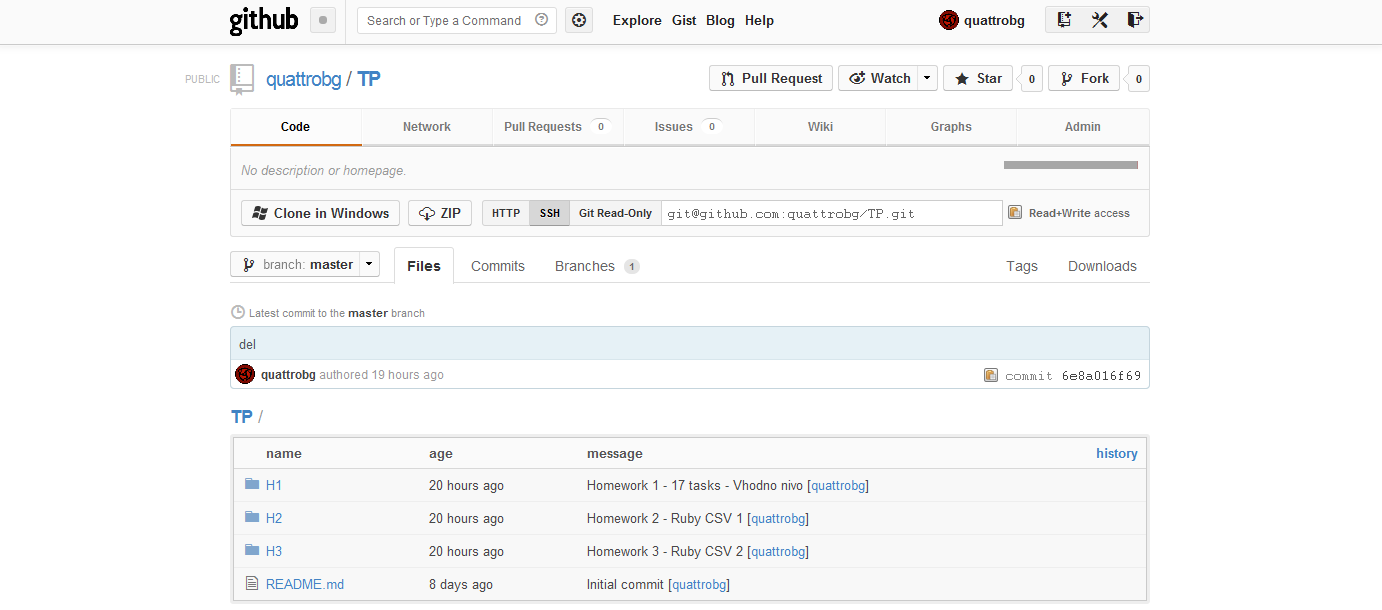 github Search or Type a Command Explore Gist Blog Help quattrobg
PUBLIC quattrobg / TP Pull Request Watch Star 0 Fork 0
Code Network Pull Requests 0 Issues 0 Wiki Graphs Admin
No description or homepage.
Clone in Windows ZIP HTTP SSH Git Read-Only git@github.com:quattrobg/TP.git Read+Write access
branch: master Files Commits Branches 1 Tags Downloads
Latest commit to the master branch
del
quattrobg authored 19 hours ago commit 6e8a016f69
TP /
name age message history
H1 20 hours ago Homework 1 - 17 tasks - Vhodno nivo [quattrobg]
H2 20 hours ago Homework 2 - Ruby CSV 1 [quattrobg]
H3 20 hours ago Homework 3 - Ruby CSV 2 [quattrobg]
README.md 8 days ago Initial commit [quattrobg]